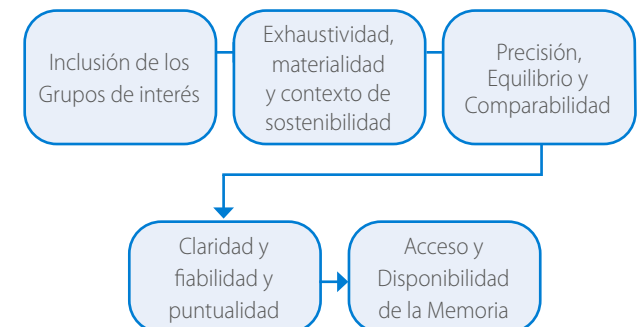 Inclusión de los
Grupos de interés
Exhaustividad,
materialidad
y contexto de
sostenibilidad
Precisión,
Equilibrio y
Comparabilidad
Claridad y
fiabilidad y
puntualidad
Acceso y
Disponibilidad
de la Memoria